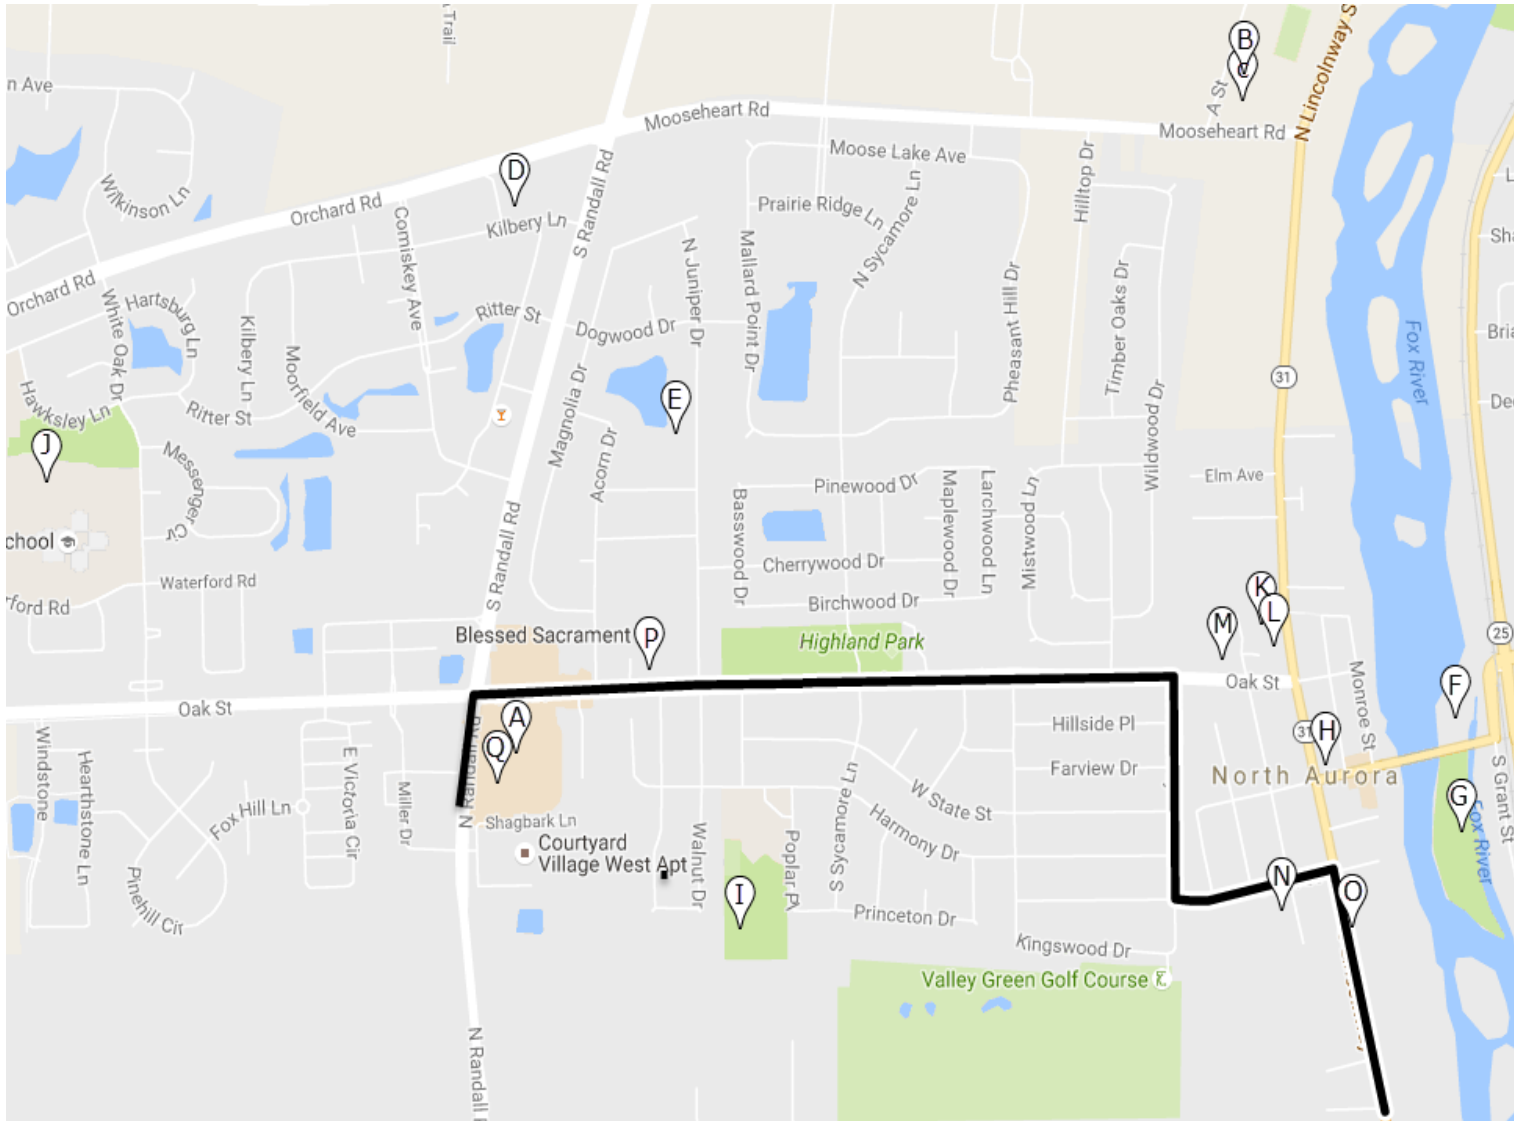 Trail
n Ave
Wilkinson Ln
Orchard Rd
Orchard Rd
Mooseheart Rd
Mooseheart Rd
A St
N Lincolnway S
B
C
D
Kilbery Ln
S Randall Rd
Comiskey Ave
Moose Lake Ave
Prairie Ridge Ln
N Sycamore Ln
Hilltop Dr
L
Sha
White Oak Dr
Hartsburg Ln
Kilbery Ln
Moorfield Ave
Ritter St
Dogwood Dr
N Juniper Dr
Mallard Point Dr
Pheasant Hill Dr
Timber Oaks Dr
Fox River
Bria
31
Hawksley Ln
Ritter St
Magnolia Dr
E
Wildwood Dr
De
J
Messenger Cir
Acorn Dr
Pinewood Dr
Maplewood Dr
Larchwood Ln
Mistwood Ln
Elm Ave
chool
S Randall Rd
Basswood Dr
Cherrywood Dr
Waterford Rd
rford Rd
Birchwood Dr
K
L
M
Blessed Sacrament
P
Highland Park
25
Oak St
Oak St
Monroe St
F
A
Q
N Randall Rd
Hillside Pl
31
H
Windstone
Hearthstone Ln
E Victoria Cir
Miller Dr
Fox Hill Ln
Farview Dr
North Aurora
S Grant St
G
Fox River
Shagbark Ln
Courtyard
Village West Apt
Walnut Dr
Poplar Pl
S Sycamore Ln
W State St
Harmony Dr
Pinehill Cir
I
Princeton Dr
N
O
Kingswood Dr
Valley Green Golf Course
N Randall